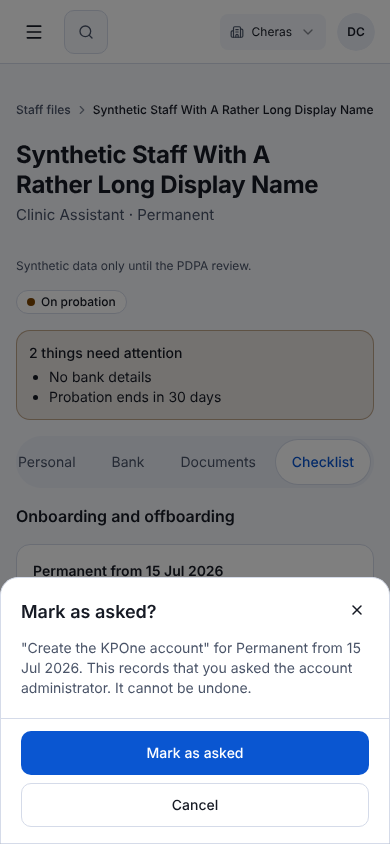 Cheras
DC
Staff files
Synthetic Staff With A Rather Long Display Name
Synthetic Staff With A
Rather Long Display Name
Clinic Assistant · Permanent
Synthetic data only until the PDPA review.
On probation
2 things need attention
• No bank details
• Probation ends in 30 days
Personal
Bank
Documents
Checklist
Onboarding and offboarding
Permanent from 15 Jul 2026
Mark as asked?
"Create the KPOne account" for Permanent from 15
Jul 2026. This records that you asked the account
administrator. It cannot be undone.
Mark as asked
Cancel